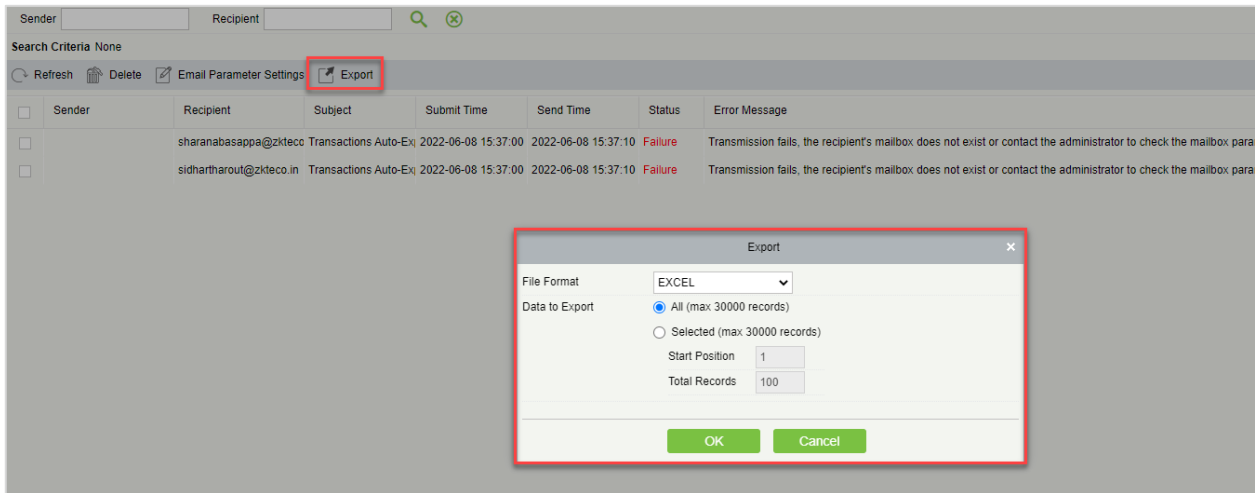 Sender Recipient
Search Criteria None
Refresh Delete Email Parameter Settings Export
Sender Recipient Subject Submit Time Send Time Status Error Message
sharanabasappa@zktec Transactions Auto-Ex 2022-06-08 15:37:00 2022-06-08 15:37:10 Failure Transmission fails, the recipient's mailbox does not exist or contact the administrator to check the mailbox para
sidhartharout@zkteco.in Transactions Auto-Ex 2022-06-08 15:37:00 2022-06-08 15:37:10 Failure Transmission fails, the recipient's mailbox does not exist or contact the administrator to check the mailbox para
Export
File Format EXCEL
Data to Export All (max 30000 records)
Selected (max 30000 records)
Start Position 1
Total Records 100
OK Cancel